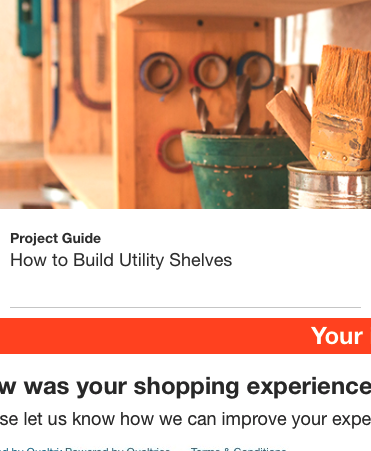 Project Guide
How to Build Utility Shelves
Your
w was your shopping experience
se let us know how we can improve your expe
Powered by Qualtrics
Terms & Conditions